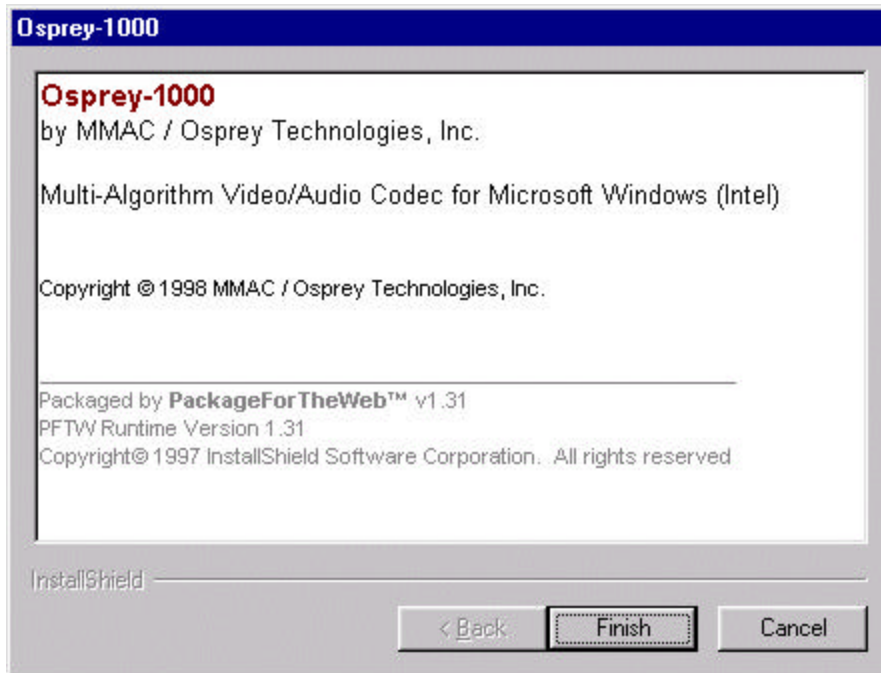 Osprey-1000
Osprey-1000
by MMAC / Osprey Technologies, Inc.
Multi-Algorithm Video/Audio Codec for Microsoft Windows (Intel)
Copyright © 1998 MMAC / Osprey Technologies, Inc.
Packaged by PackageForTheWeb™ v1.31
PFTW Runtime Version 1.31
Copyright© 1997 InstallShield Software Corporation.  All rights reserved
InstallShield
< Back Finish Cancel